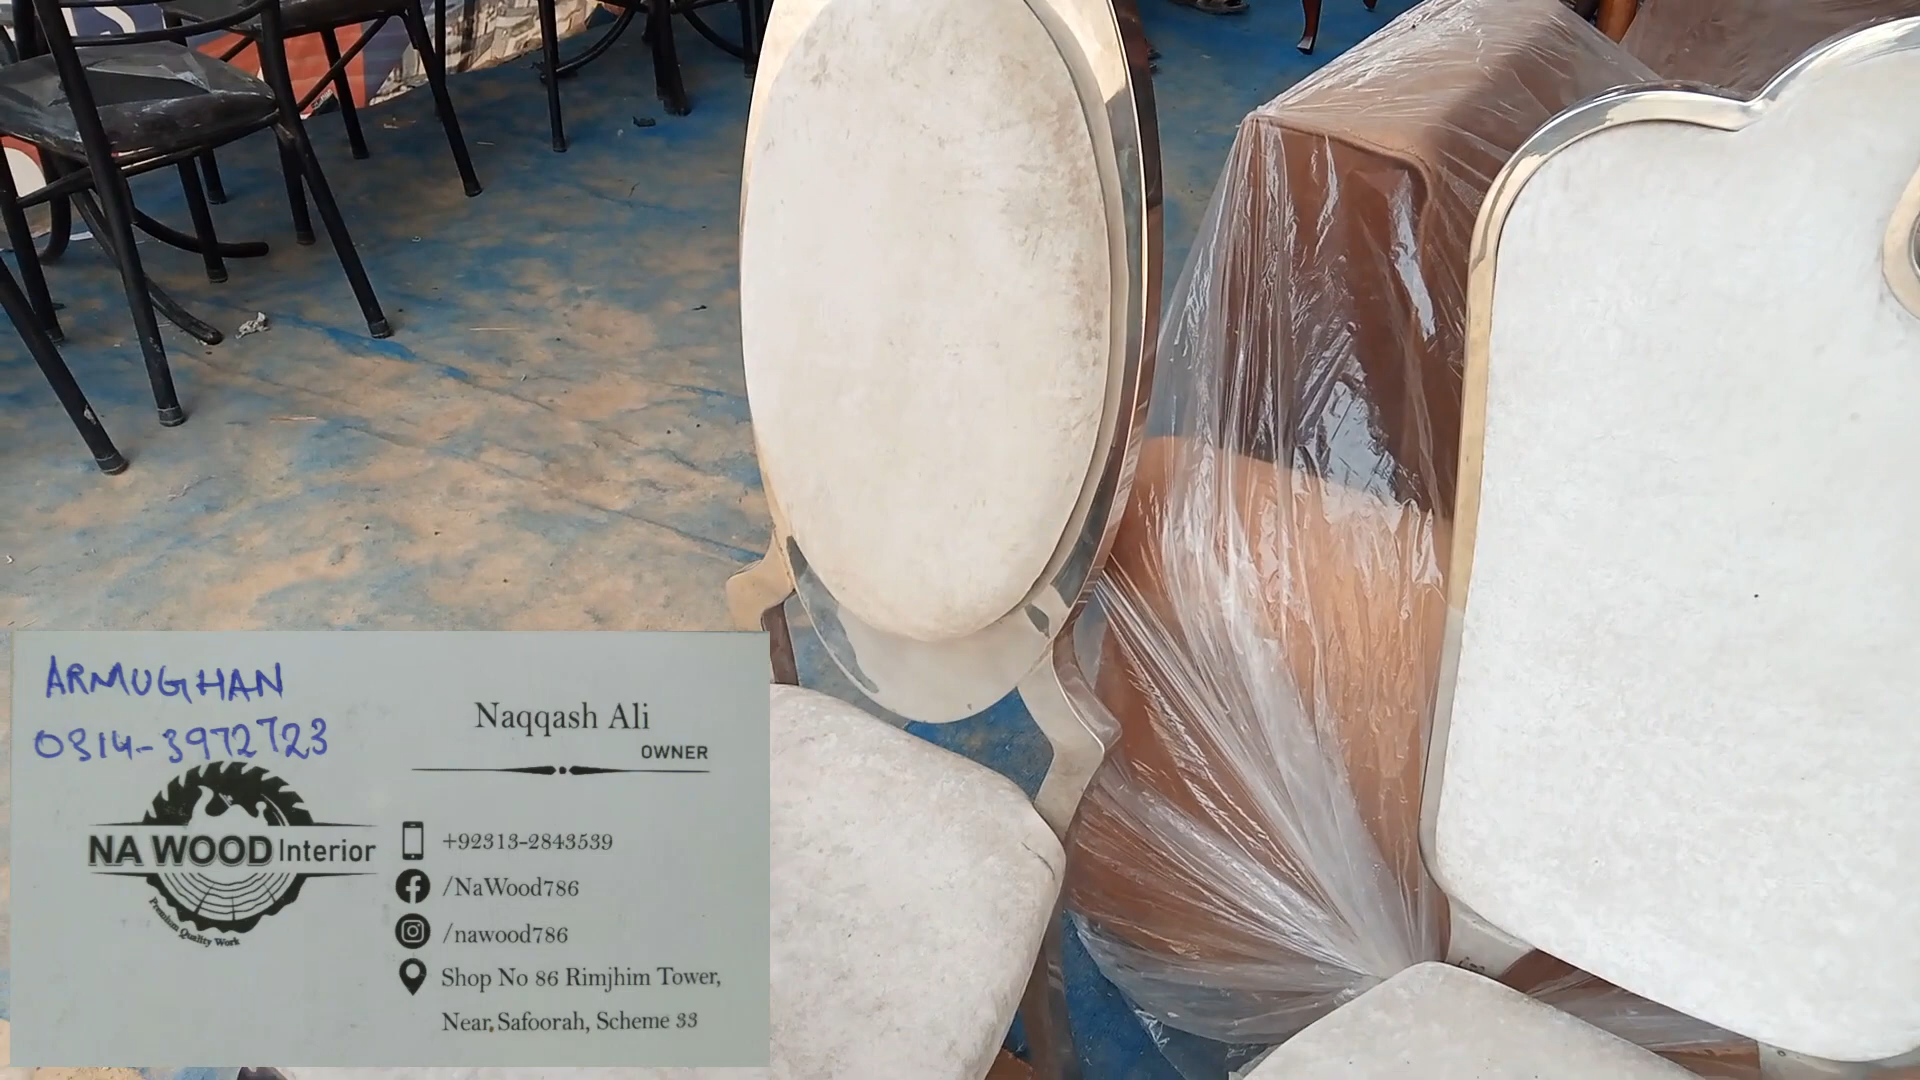 ARMUGHAN
0314-3972723
NA WOOD Interior
Premium Quality Work
Naqqash Ali
OWNER
+92313-2843539
/NaWood786
/nawood786
Shop No 86 Rimjhim Tower,
Near, Safoorah, Scheme 33